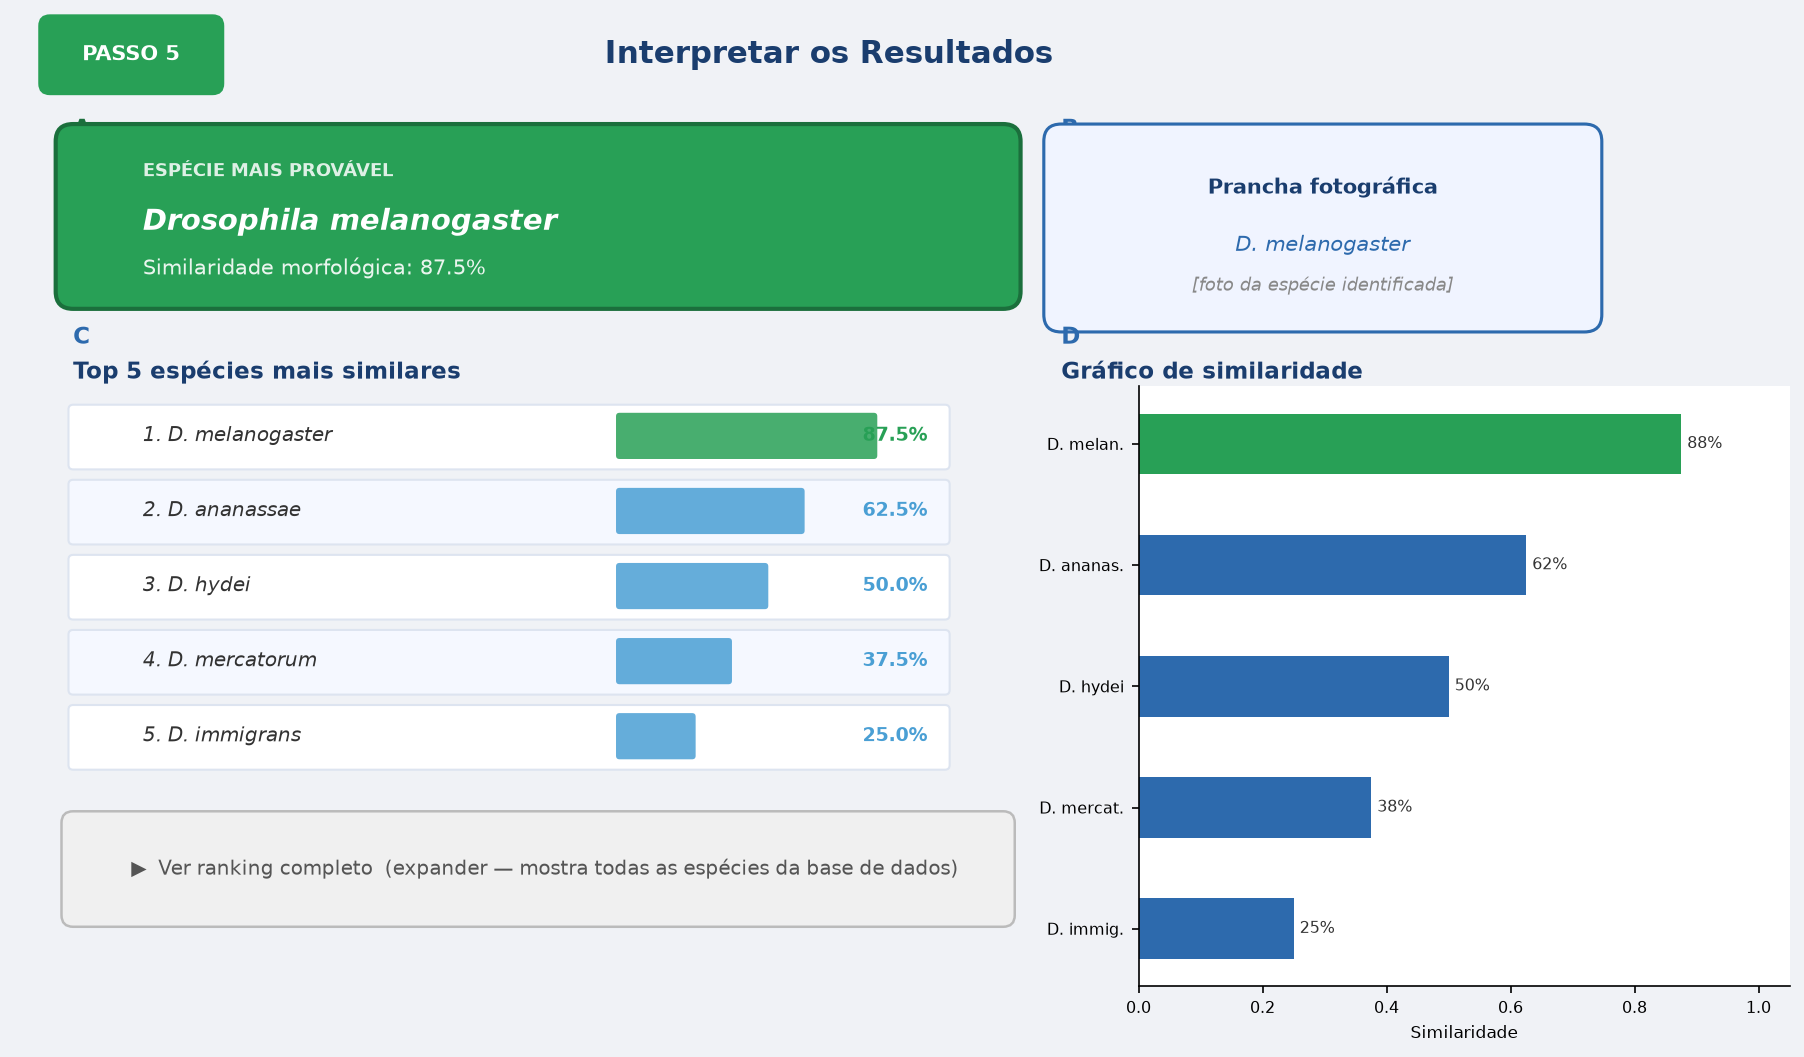 PASSO 5
Interpretar os Resultados
ESPÉCIE MAIS PROVÁVEL
Drosophila melanogaster
Similaridade morfológica: 87.5%
Prancha fotográfica
D. melanogaster
[foto da espécie identificada]
C
Top 5 espécies mais similares
1. D. melanogaster 87.5%
2. D. ananassae 62.5%
3. D. hydei 50.0%
4. D. mercatorum 37.5%
5. D. immigrans 25.0%
▶ Ver ranking completo (expander — mostra todas as espécies da base de dados)
D
Gráfico de similaridade
D. melan. 88%
D. ananas. 62%
D. hydei 50%
D. mercat. 38%
D. immig. 25%
0.0 0.2 0.4 0.6 0.8 1.0
Similaridade